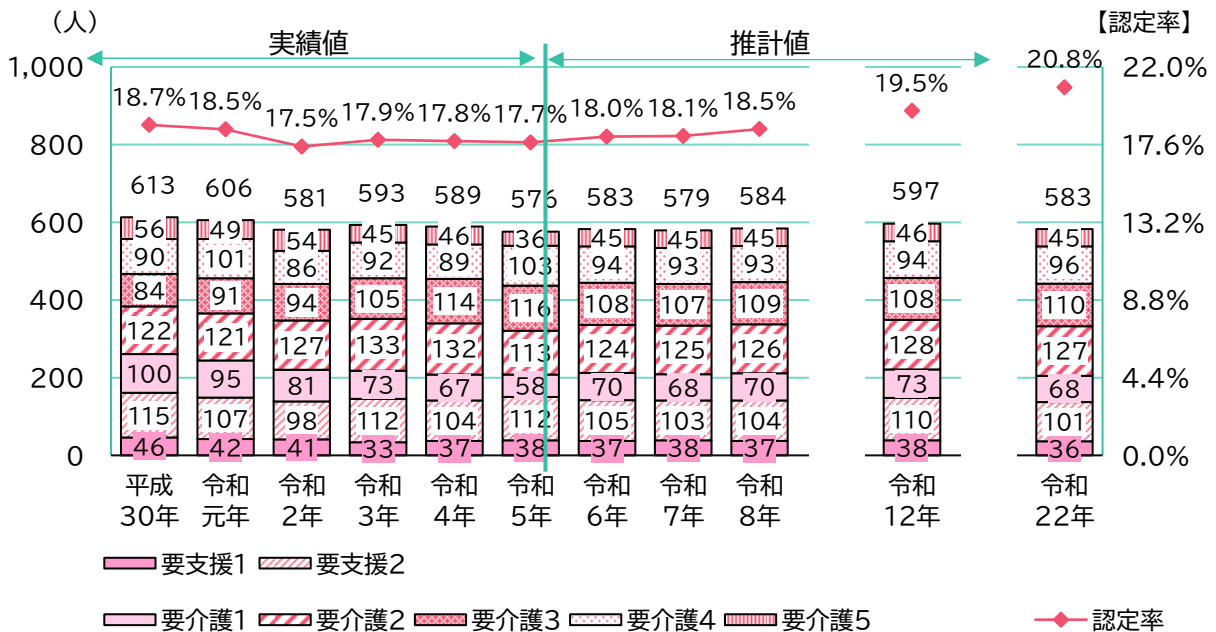 （人）
【認定率】
実績値
推計値
1,000
800
600
400
200
0
22.0%
17.6%
13.2%
8.8%
4.4%
0.0%
18.7% 18.5% 17.5% 17.9% 17.8% 17.7% 18.0% 18.1% 18.5% 19.5% 20.8%
613 606 581 593 589 576 583 579 584 597 583
56 49 54 45 46 36 45 45 45 46 45
90 101 86 92 89 103 94 93 93 94 96
84 91 94 105 114 116 108 107 109 108 110
122 121 127 133 132 113 124 125 126 128 127
100 95 81 73 67 58 70 68 70 73 68
115 107 98 112 104 112 105 103 104 110 101
46 42 41 33 37 38 37 38 37 38 36
平成 令和 令和 令和 令和 令和 令和 令和 令和 令和 令和
30年 元年 2年 3年 4年 5年 6年 7年 8年 12年 22年
要支援1 要支援2
要介護1 要介護2 要介護3 要介護4 要介護5 認定率